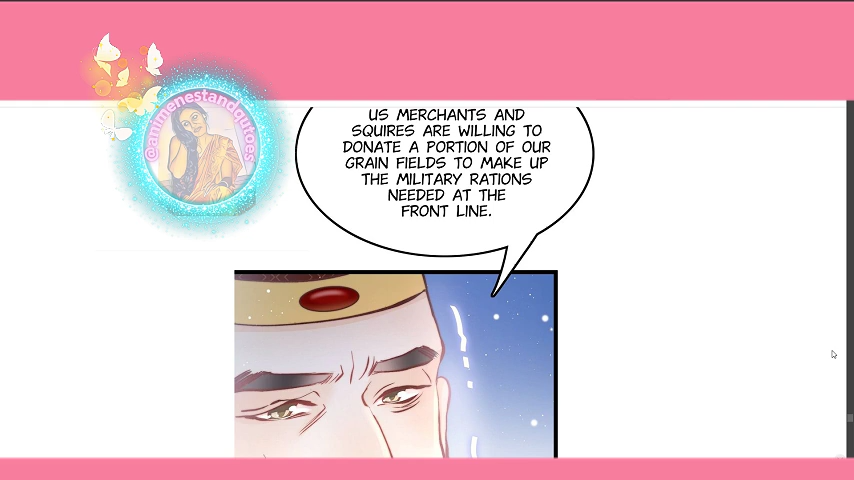 @animenestandqutoes
US MERCHANTS AND
SQUIRES ARE WILLING TO
DONATE A PORTION OF OUR
GRAIN FIELDS TO MAKE UP
THE MILITARY RATIONS
NEEDED AT THE
FRONT LINE.